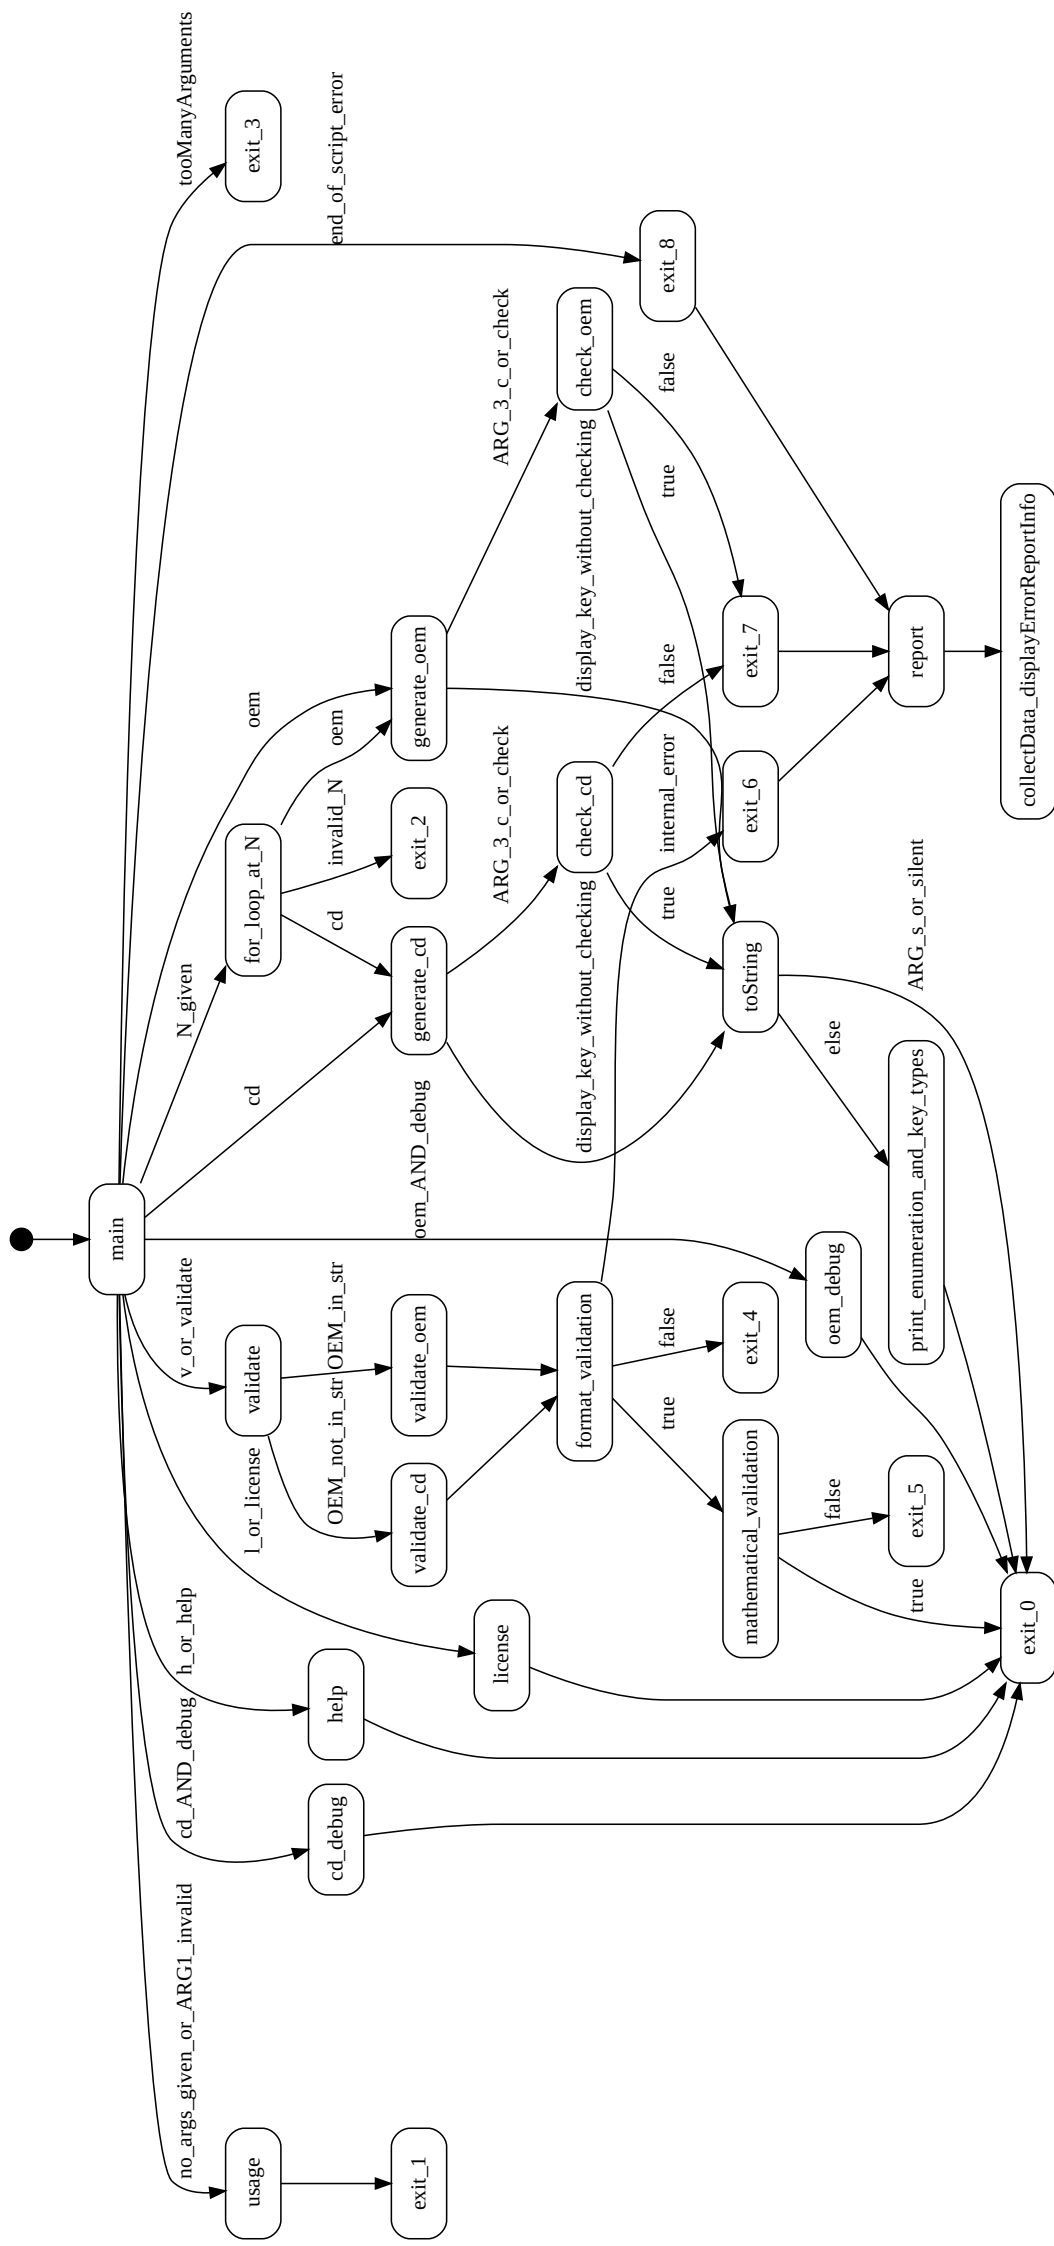 main
no_args_given_or_ARG1_invalid
cd_AND_debug
h_or_help
v_or_validate
N_given
tooManyArguments
usage
l_or_license
validate
cd
for_loop_at_N
oem
exit_3
cd_debug
help
OEM_not_in_str
OEM_in_str
cd
invalid_N
oem
end_of_script_error
exit_1
validate_cd
validate_oem
oem_AND_debug
generate_cd
exit_2
generate_oem
license
ARG_3_c_or_check
ARG_3_c_or_check
format_validation
display_key_without_checking
check_cd
display_key_without_checking
check_oem
true
false
true
internal_error
false
true
false
exit_8
mathematical_validation
exit_4
toString
exit_6
exit_7
false
oem_debug
else
true
exit_5
print_enumeration_and_key_types
ARG_s_or_silent
report
exit_0
collectData_displayErrorReportInfo